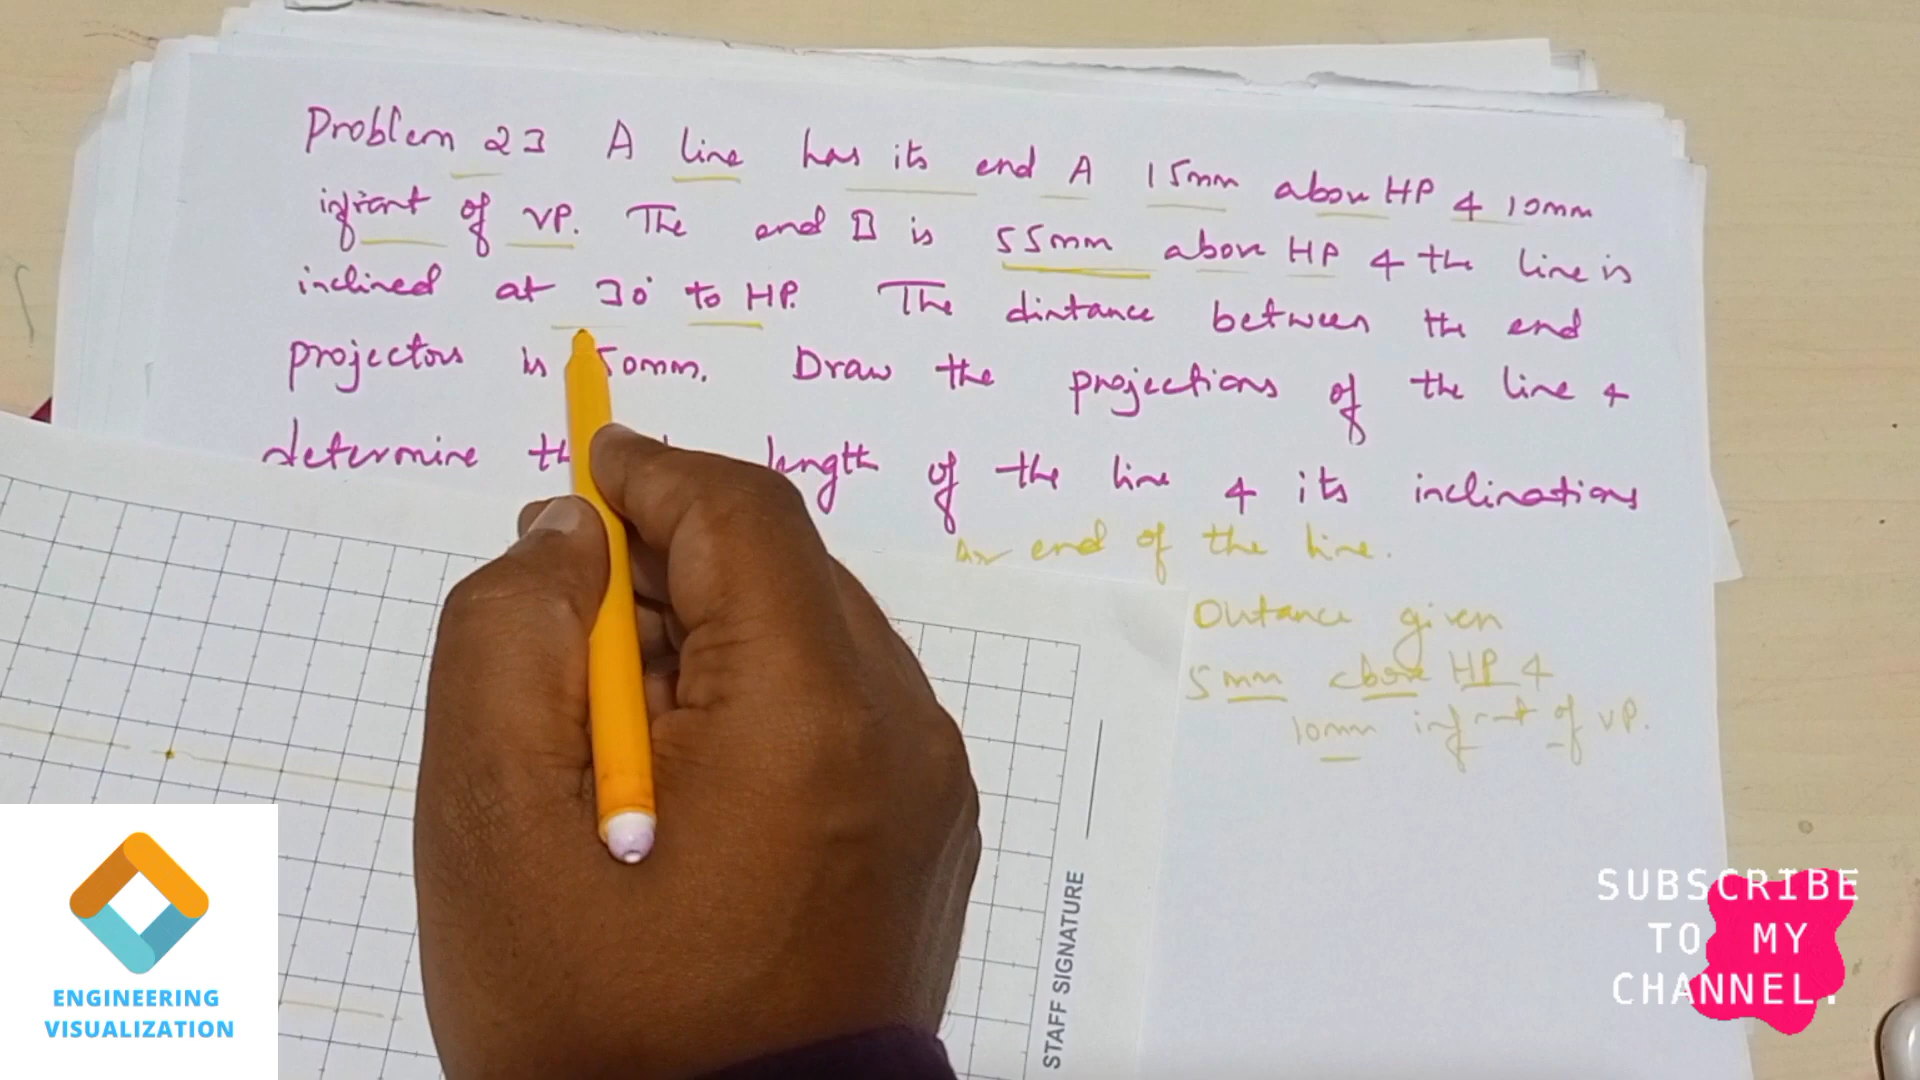 Problem 23 A line has its end A 15mm above HP & 10mm
infront of VP. The end B is 55mm above HP & the line is
inclined at 30° to HP. The distance between the end
projectors is 50mm. Draw the projections of the line &
determine the length of the line & its inclinations
end of the line.
Distance given
5mm above HP &
10mm infront of VP.
STAFF SIGNATURE
ENGINEERING
VISUALIZATION
SUBSCRIBE
TO MY
CHANNEL.